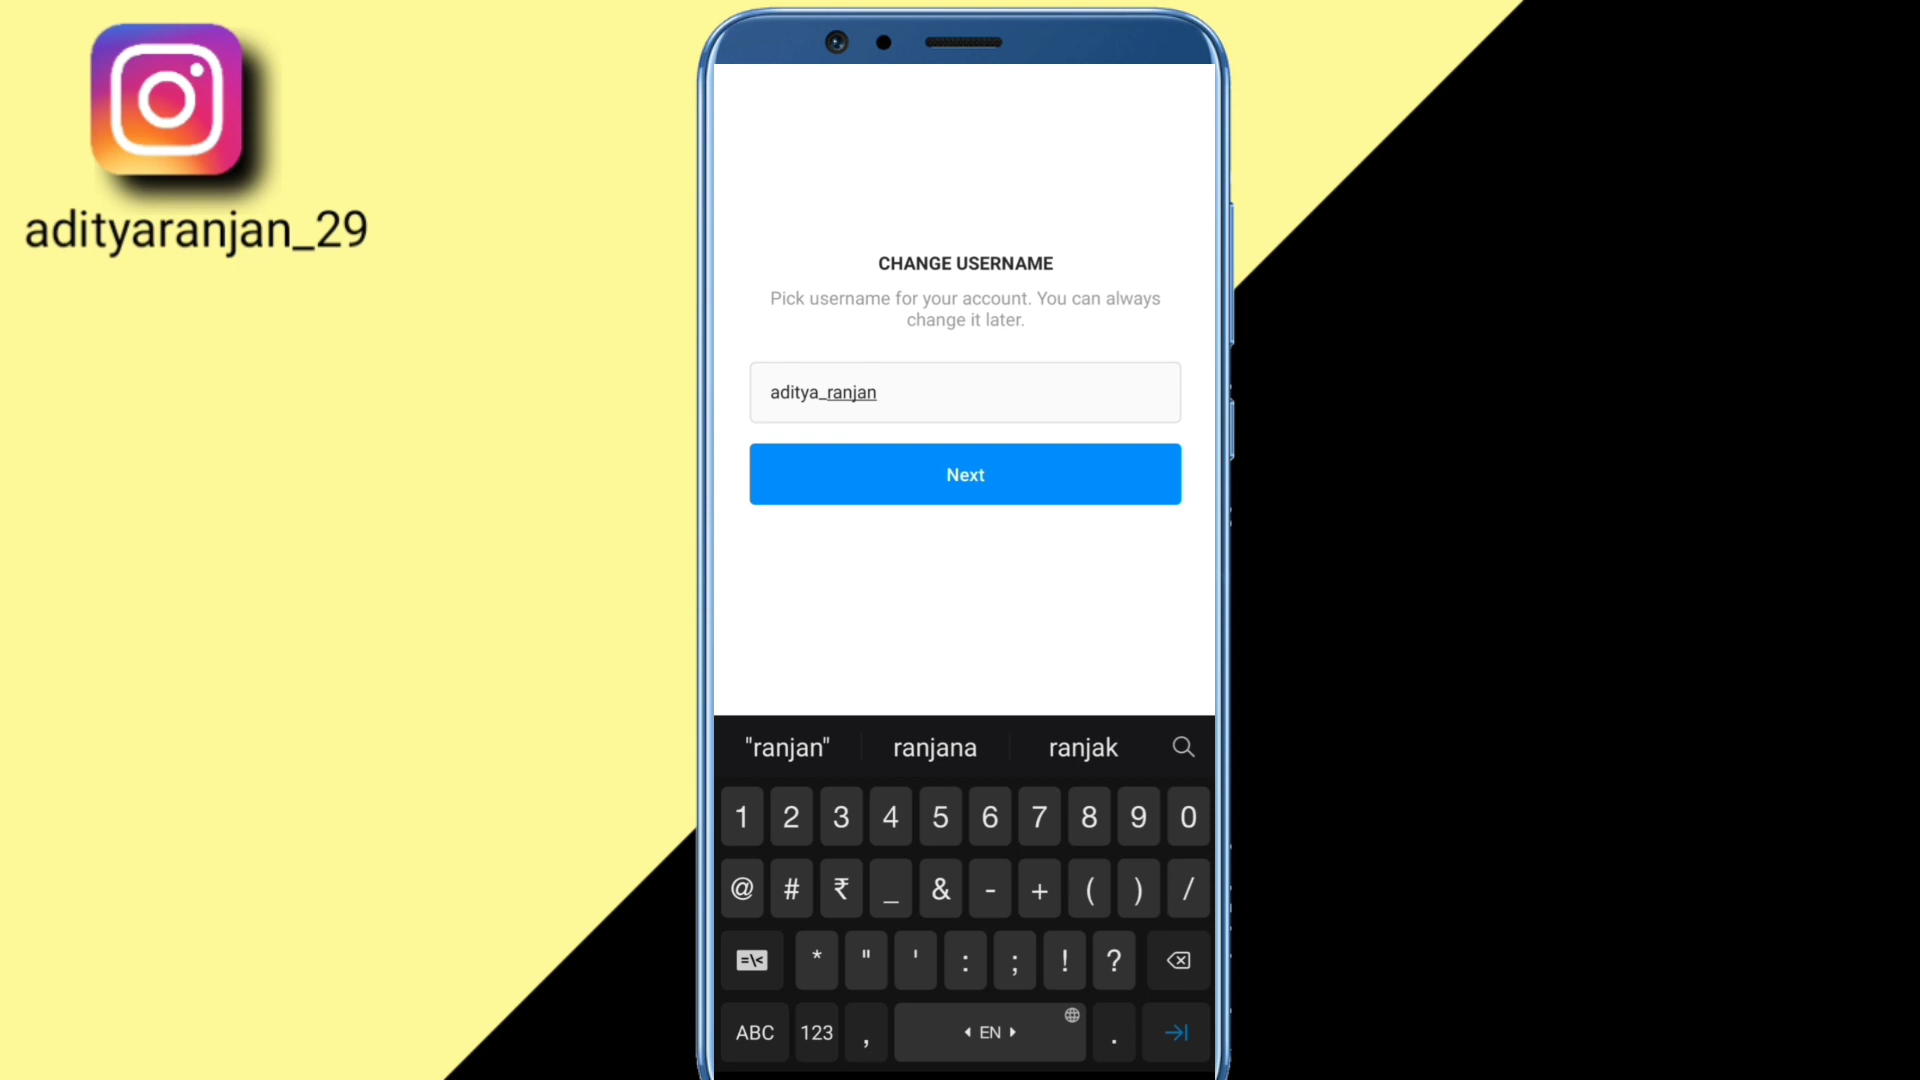 adityaranjan_29
CHANGE USERNAME
Pick username for your account. You can always
change it later.
aditya_ranjan
Next
"ranjan" ranjana ranjak
1 2 3 4 5 6 7 8 9 0
@ # ₹ _ & - + ( ) /
=\< * " ' : ; ! ?
ABC 123 , EN .